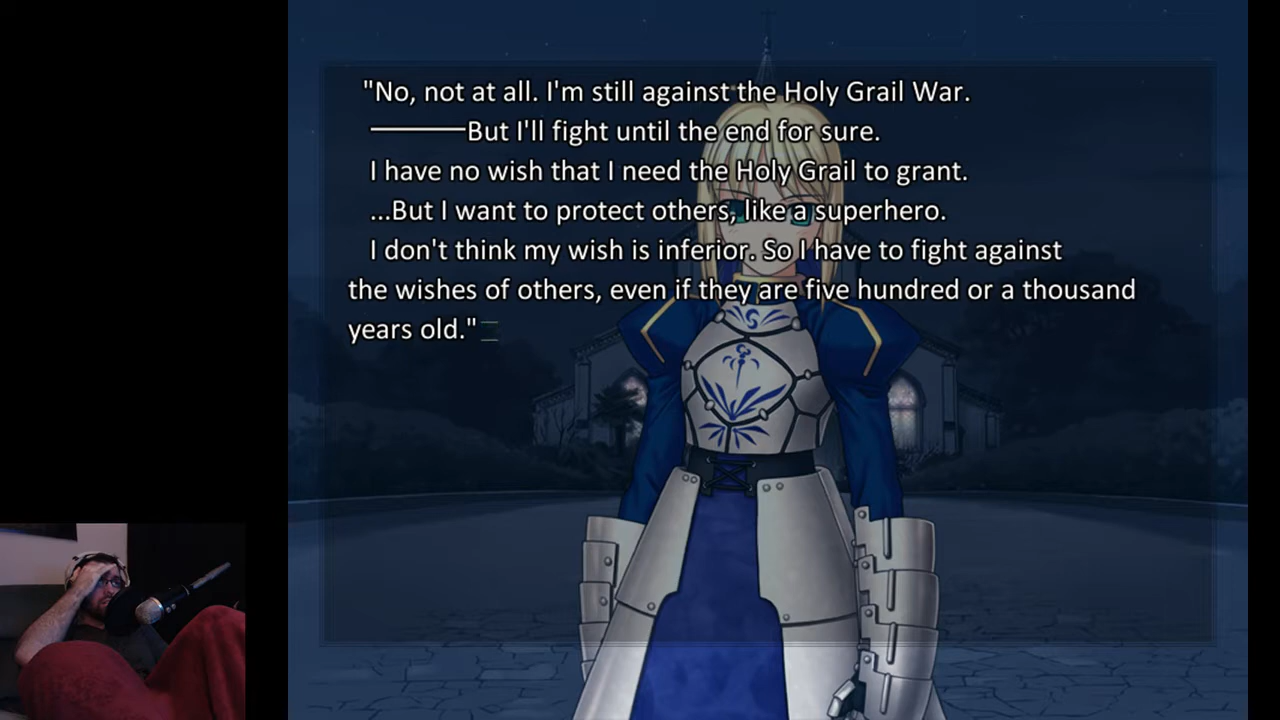 "No, not at all. I'm still against the Holy Grail War.
————But I'll fight until the end for sure.
I have no wish that I need the Holy Grail to grant.
...But I want to protect others, like a superhero.
I don't think my wish is inferior. So I have to fight against
the wishes of others, even if they are five hundred or a thousand
years old."